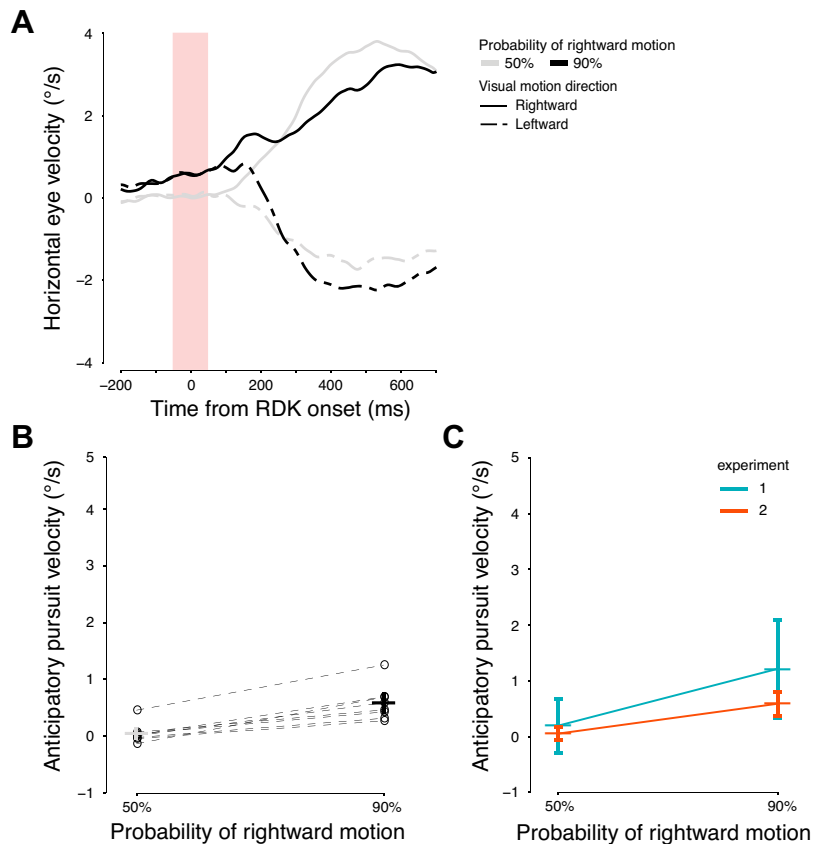 A
Horizontal eye velocity (°/s)
4
2
0
−2
−4
−200
0
200
400
600
Time from RDK onset (ms)
Probability of rightward motion
50%
90%
Visual motion direction
Rightward
Leftward
B
Anticipatory pursuit velocity (°/s)
5
4
3
2
1
0
−1
50%
90%
Probability of rightward motion
C
Anticipatory pursuit velocity (°/s)
5
4
3
2
1
0
−1
50%
90%
Probability of rightward motion
experiment
1
2